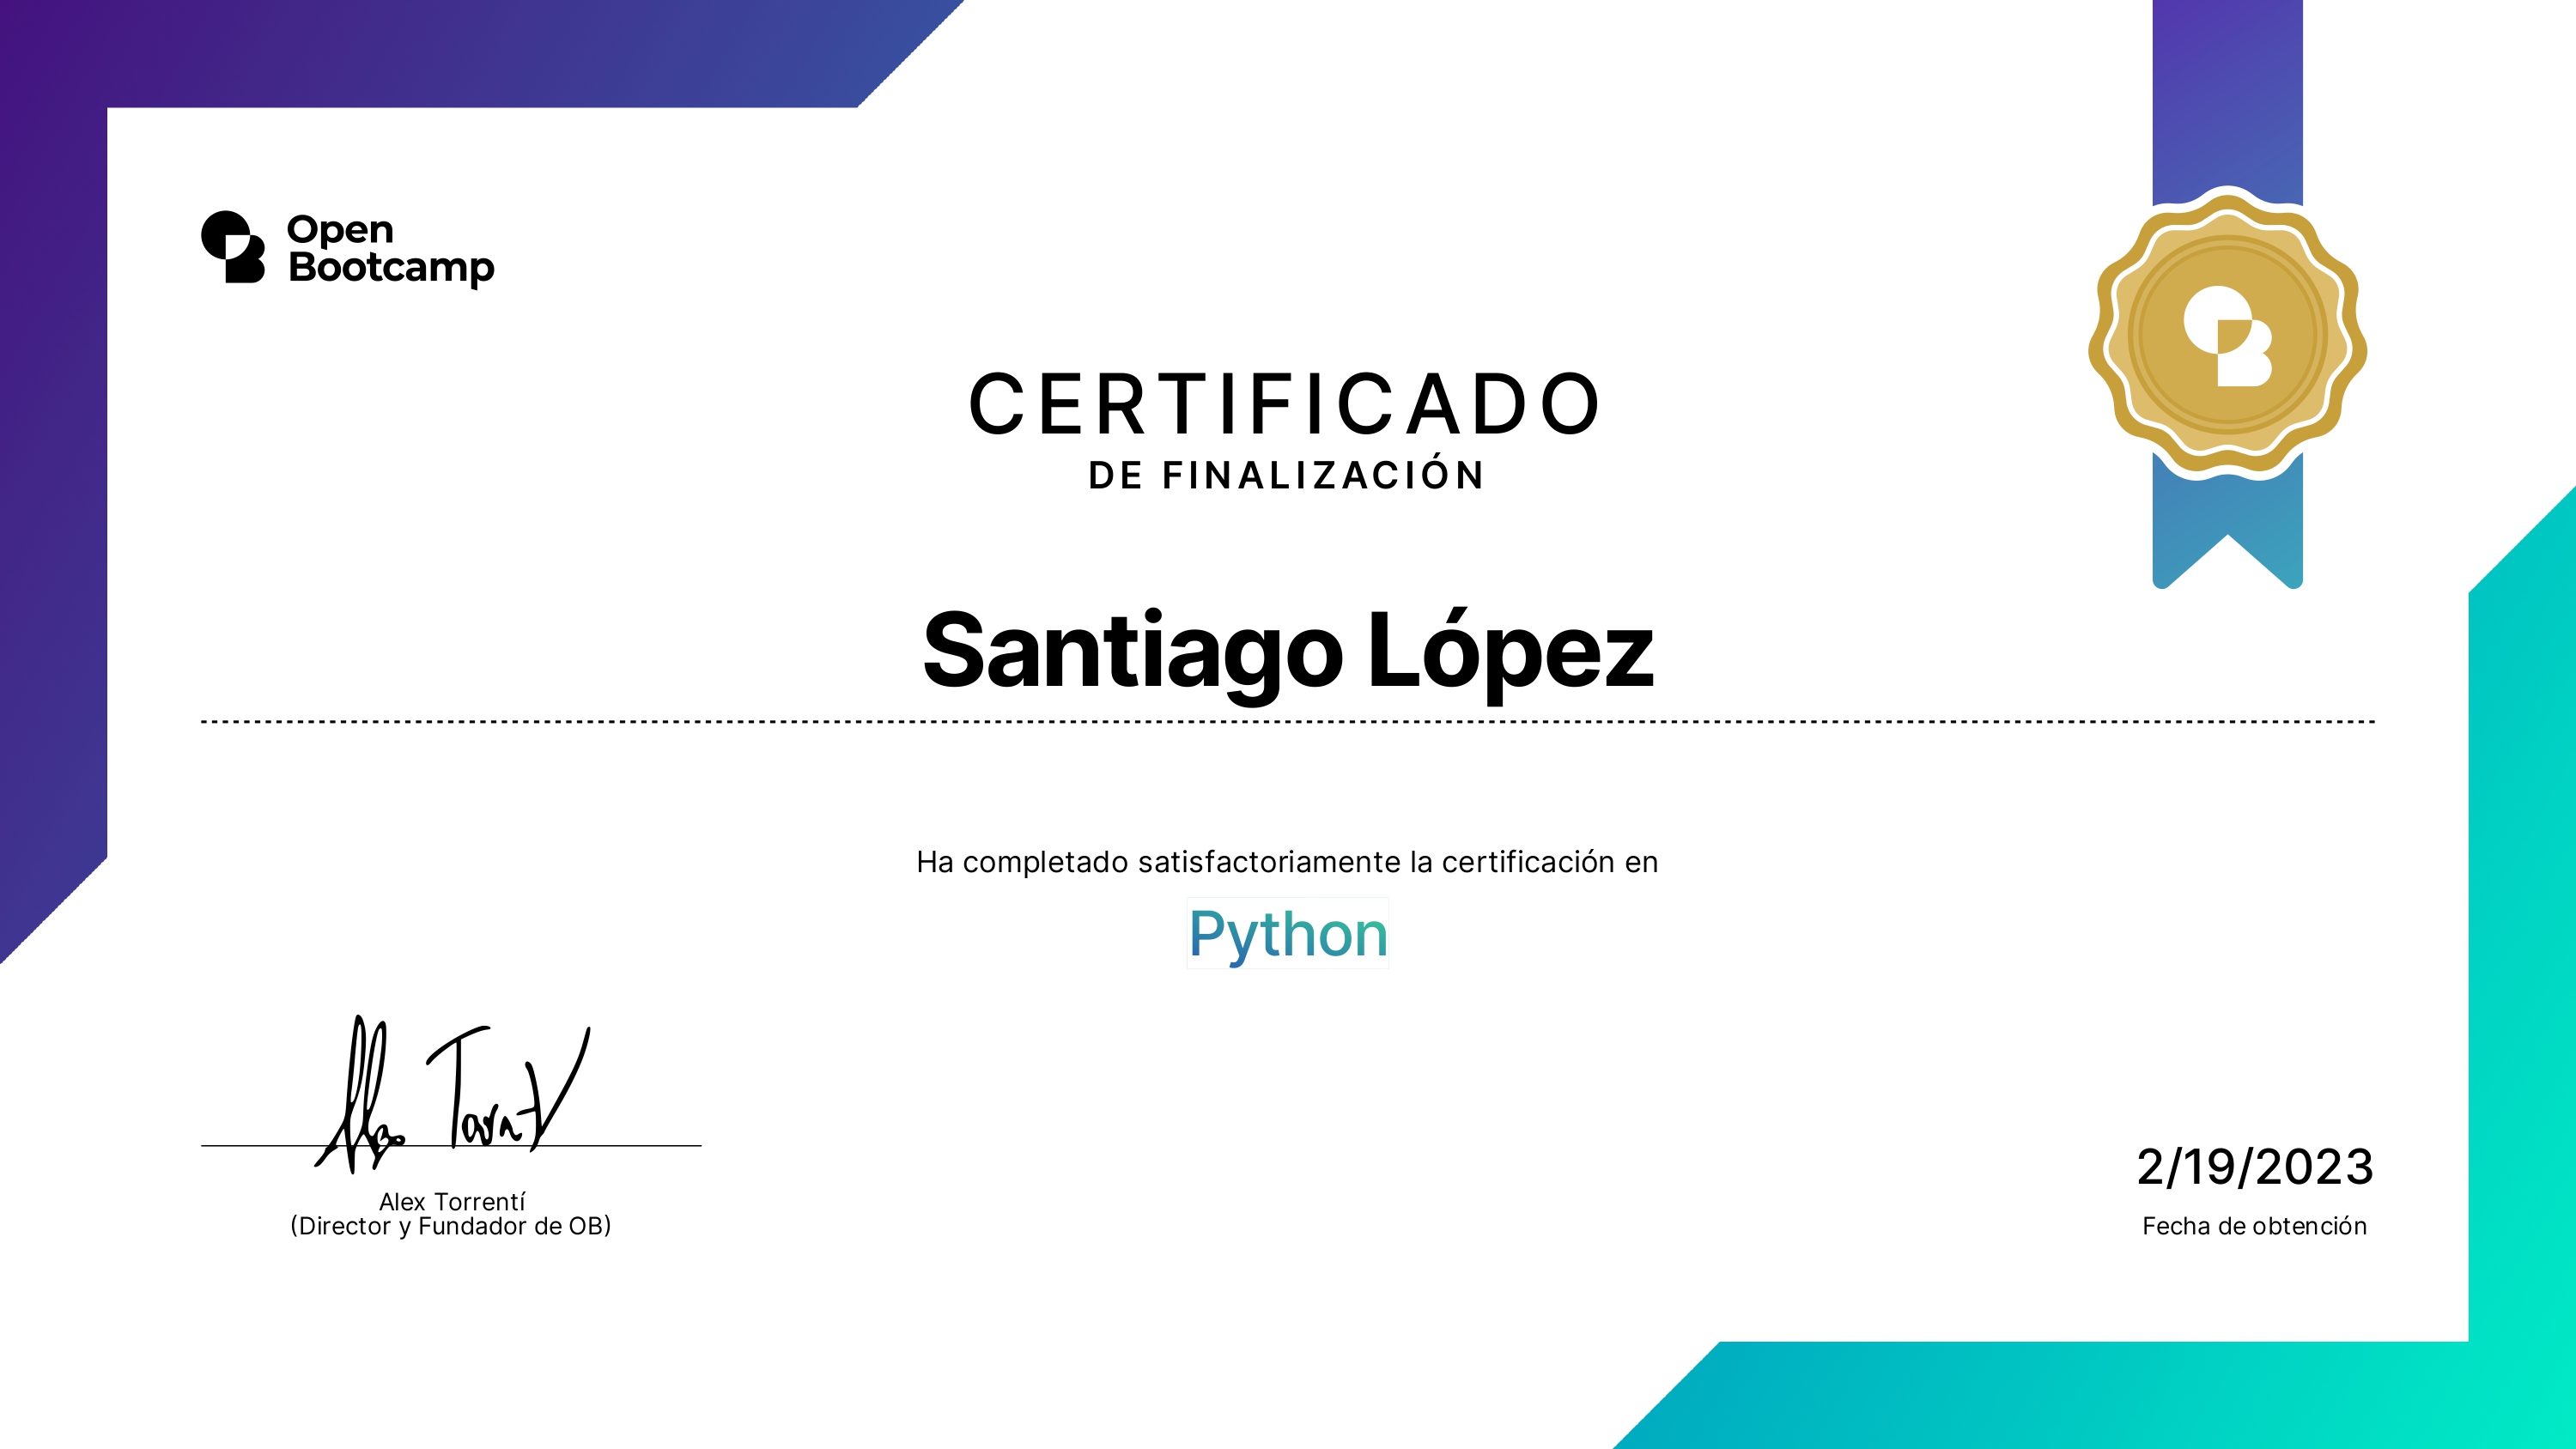 Open
Bootcamp
CERTIFICADO
DE FINALIZACIÓN
Santiago López
Ha completado satisfactoriamente la certificación en
Python
Alex Torrentí
(Director y Fundador de OB)
2/19/2023
Fecha de obtención